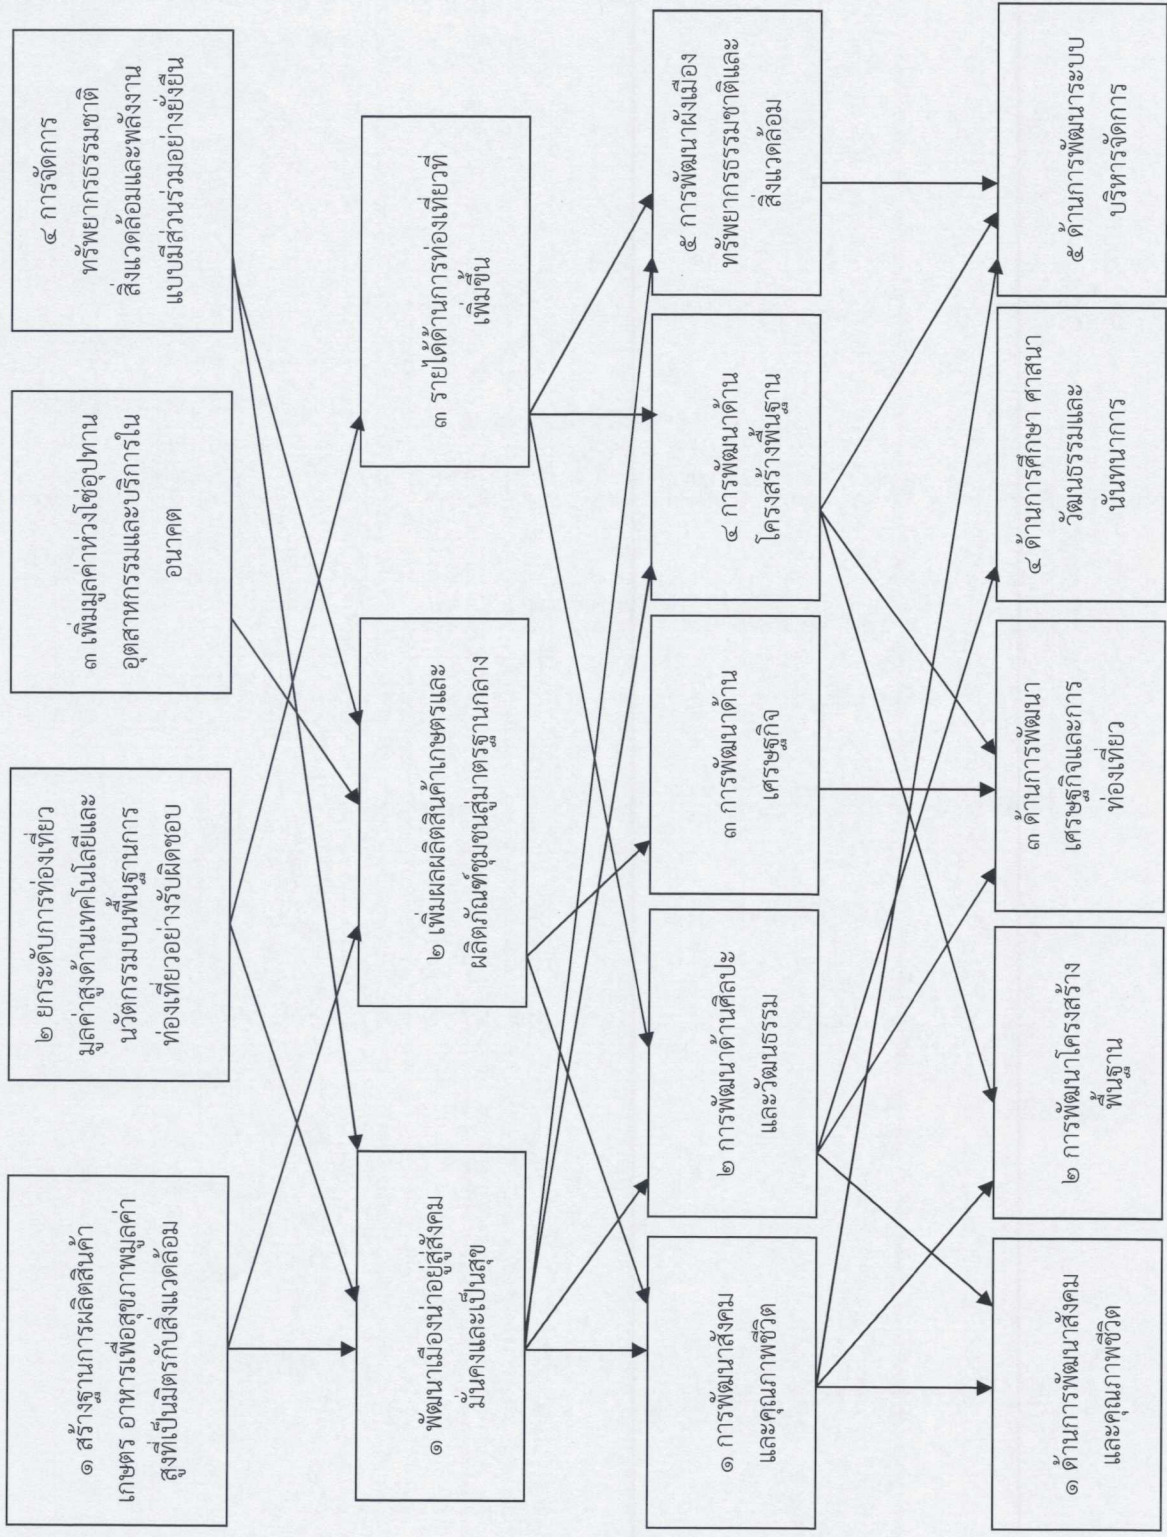 ๑ สร้างฐานการผลิตสินค้า
เกษตร อาหารเพื่อสุขภาพมูลค่า
สูงที่เป็นมิตรกับสิ่งแวดล้อม
๒ ยกระดับการท่องเที่ยว
มูลค่าสูงด้านเทคโนโลยีและ
นวัตกรรมบนพื้นฐานการ
ท่องเที่ยวอย่างรับผิดชอบ
๓ เพิ่มมูลค่าห่วงโซ่อุปทาน
อุตสาหกรรมและบริการใน
อนาคต
๔ การจัดการ
ทรัพยากรธรรมชาติ
สิ่งแวดล้อมและพลังงาน
แบบมีส่วนร่วมอย่างยั่งยืน
๑ พัฒนาเมืองน่าอยู่สู่สังคม
มั่นคงและเป็นสุข
๒ เพิ่มผลผลิตสินค้าเกษตรและ
ผลิตภัณฑ์ชุมชนสู่มาตรฐานกลาง
๓ รายได้ด้านการท่องเที่ยวที่
เพิ่มขึ้น
๑ การพัฒนาสังคม
และคุณภาพชีวิต
๒ การพัฒนาด้านศิลปะ
และวัฒนธรรม
๓ การพัฒนาด้าน
เศรษฐกิจ
๔ การพัฒนาด้าน
โครงสร้างพื้นฐาน
๕ การพัฒนาผังเมือง
ทรัพยากรธรรมชาติและ
สิ่งแวดล้อม
๑ ด้านการพัฒนาสังคม
และคุณภาพชีวิต
๒ การพัฒนาโครงสร้าง
พื้นฐาน
๓ ด้านการพัฒนา
เศรษฐกิจและการ
ท่องเที่ยว
๔ ด้านการศึกษา ศาสนา
วัฒนธรรมและ
นันทนาการ
๕ ด้านการพัฒนาระบบ
บริหารจัดการ